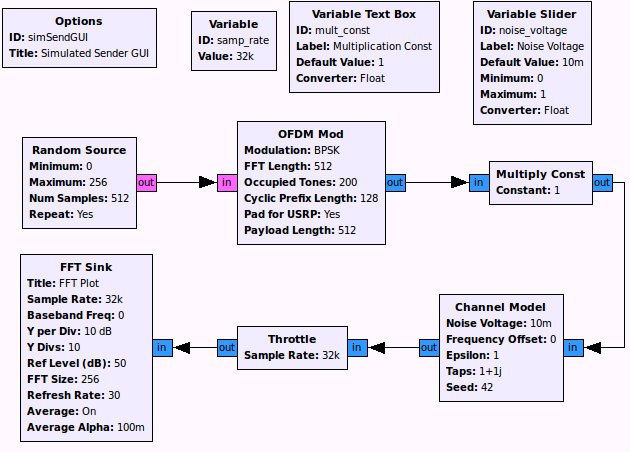 Options
ID: simSendGUI
Title: Simulated Sender GUI
Variable
ID: samp_rate
Value: 32k
Variable Text Box
ID: mult_const
Label: Multiplication Const
Default Value: 1
Converter: Float
Variable Slider
ID: noise_voltage
Label: Noise Voltage
Default Value: 10m
Minimum: 0
Maximum: 1
Converter: Float
Random Source
Minimum: 0
Maximum: 256
Num Samples: 512
Repeat: Yes
out
in
OFDM Mod
Modulation: BPSK
FFT Length: 512
Occupied Tones: 200
Cyclic Prefix Length: 128
Pad for USRP: Yes
Payload Length: 512
out
in
Multiply Const
Constant: 1
out
FFT Sink
Title: FFT Plot
Sample Rate: 32k
Baseband Freq: 0
Y per Div: 10 dB
Y Divs: 10
Ref Level (dB): 50
FFT Size: 256
Refresh Rate: 30
Average: On
Average Alpha: 100m
in
out
Throttle
Sample Rate: 32k
in
out
Channel Model
Noise Voltage: 10m
Frequency Offset: 0
Epsilon: 1
Taps: 1+1j
Seed: 42
in